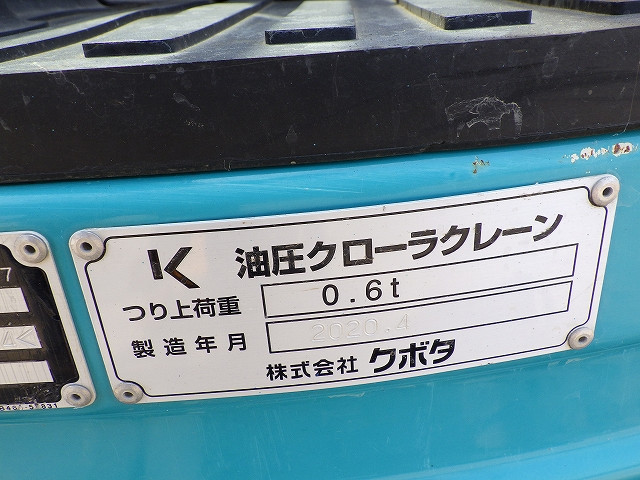 K 油圧クローラクレーン
つり上荷重 0.6t
製造年月 2020.4
株式会社 クボタ